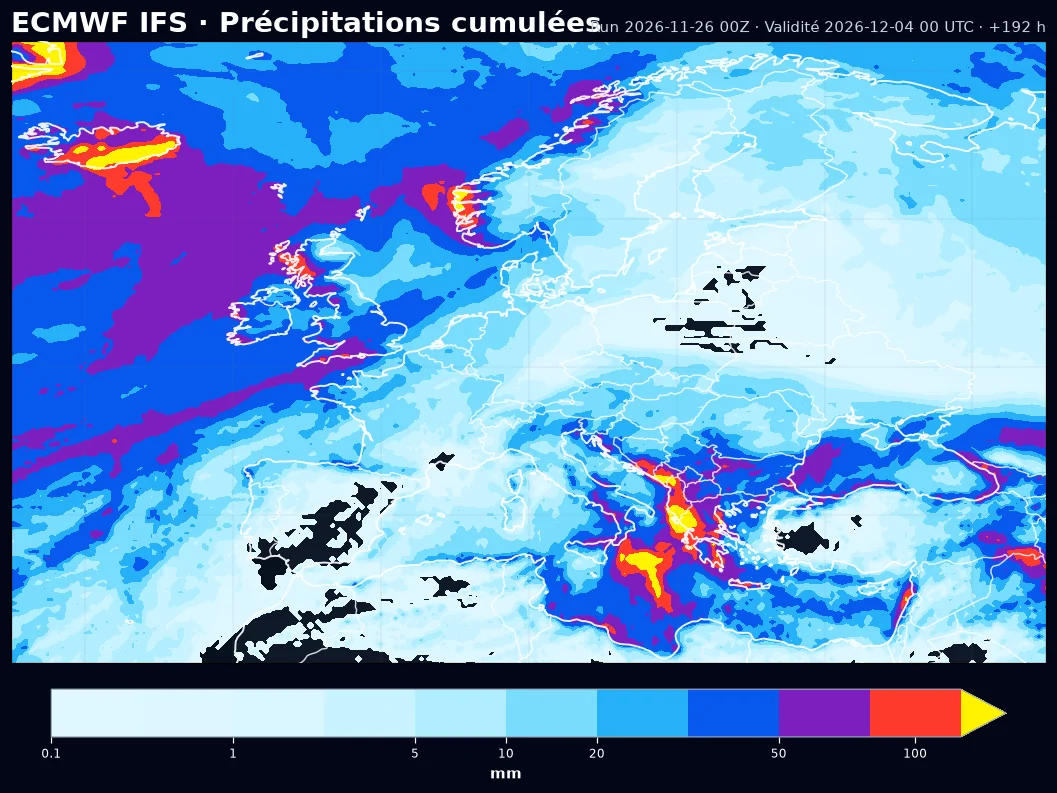 ECMWF IFS · Précipitations cumulées
Run 2026-11-26 00Z · Validité 2026-12-04 00 UTC · +192 h
0.1 1 5 10 20 50 100
mm